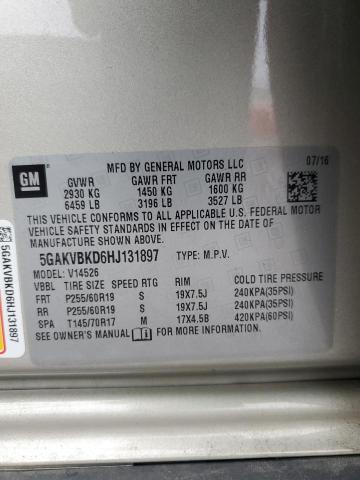 GM
MFD BY GENERAL MOTORS LLC 07/16
GVWR GAWR FRT GAWR RR
2930 KG 1450 KG 1600 KG
6459 LB 3196 LB 3527 LB
THIS VEHICLE CONFORMS TO ALL APPLICABLE U.S. FEDERAL MOTOR
VEHICLE SAFETY STANDARDS IN EFFECT ON THE DATE OF
MANUFACTURE SHOWN ABOVE.
5GAKVBKD6HJ131897 TYPE: M.P.V.
MODEL: V14526
VBBL TIRE SIZE SPEED RTG RIM COLD TIRE PRESSURE
FRT P255/60R19 S 19X7.5J 240KPA(35PSI)
RR P255/60R19 S 19X7.5J 240KPA(35PSI)
SPA T145/70R17 M 17X4.5B 420KPA(60PSI)
SEE OWNER'S MANUAL FOR MORE INFORMATION.
5GAKVBKD6HJ131897